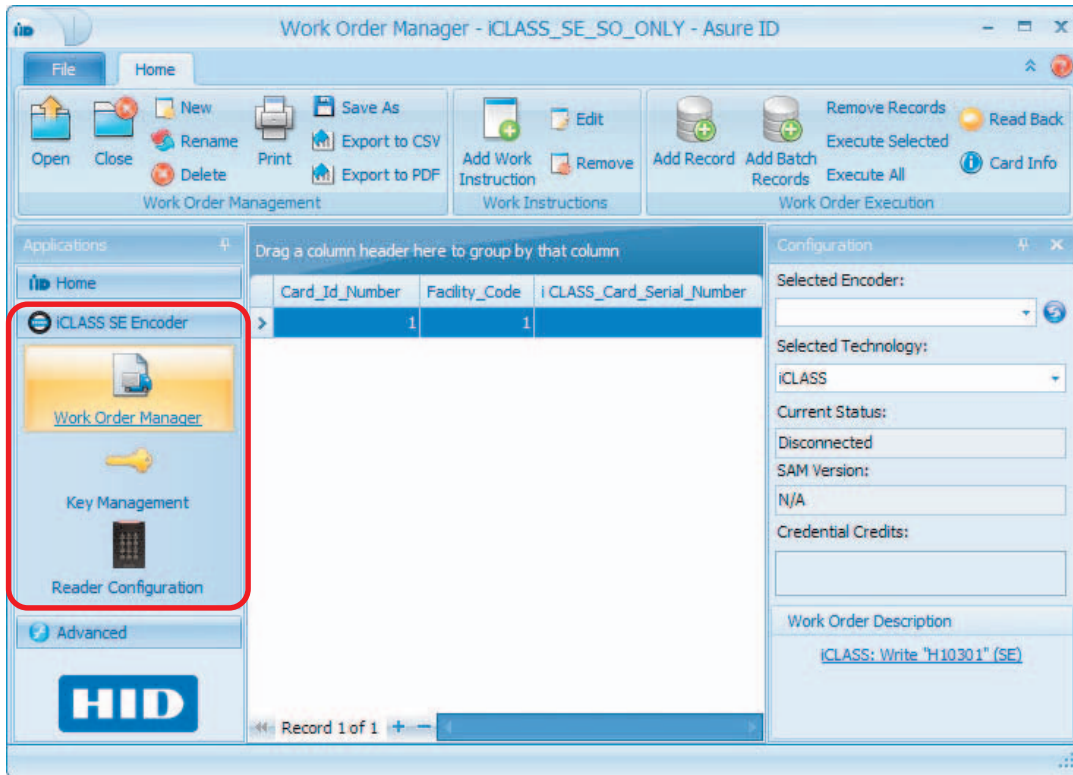 Work Order Manager - iCLASS_SE_SO_ONLY - Asure ID
File Home
Open
Close
New
Rename
Delete
Print
Save As
Export to CSV
Export to PDF
Work Order Management
Add Work
Instruction
Edit
Remove
Work Instructions
Add Record
Add Batch
Records
Remove Records
Execute Selected
Execute All
Read Back
Card Info
Work Order Execution
Applications
Home
iCLASS SE Encoder
Work Order Manager
Key Management
Reader Configuration
Advanced
HID
Drag a column header here to group by that column
Card_Id_Number Facility_Code i CLASS_Card_Serial_Number
1 1
Record 1 of 1
Configuration
Selected Encoder:
Selected Technology:
iCLASS
Current Status:
Disconnected
SAM Version:
N/A
Credential Credits:
Work Order Description
iCLASS: Write "H10301" (SE)